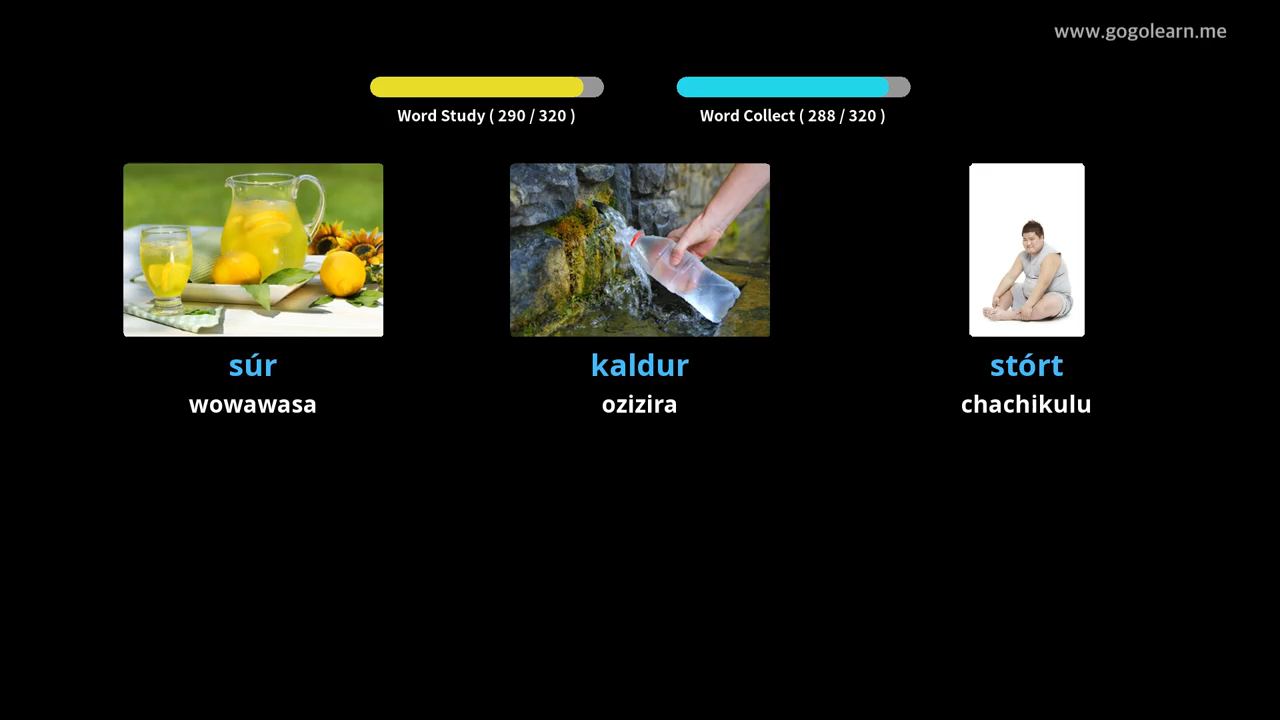 www.gogolearn.me
Word Study ( 290 / 320 )
Word Collect ( 288 / 320 )
súr
wowawasa
kaldur
ozizira
stórt
chachikulu